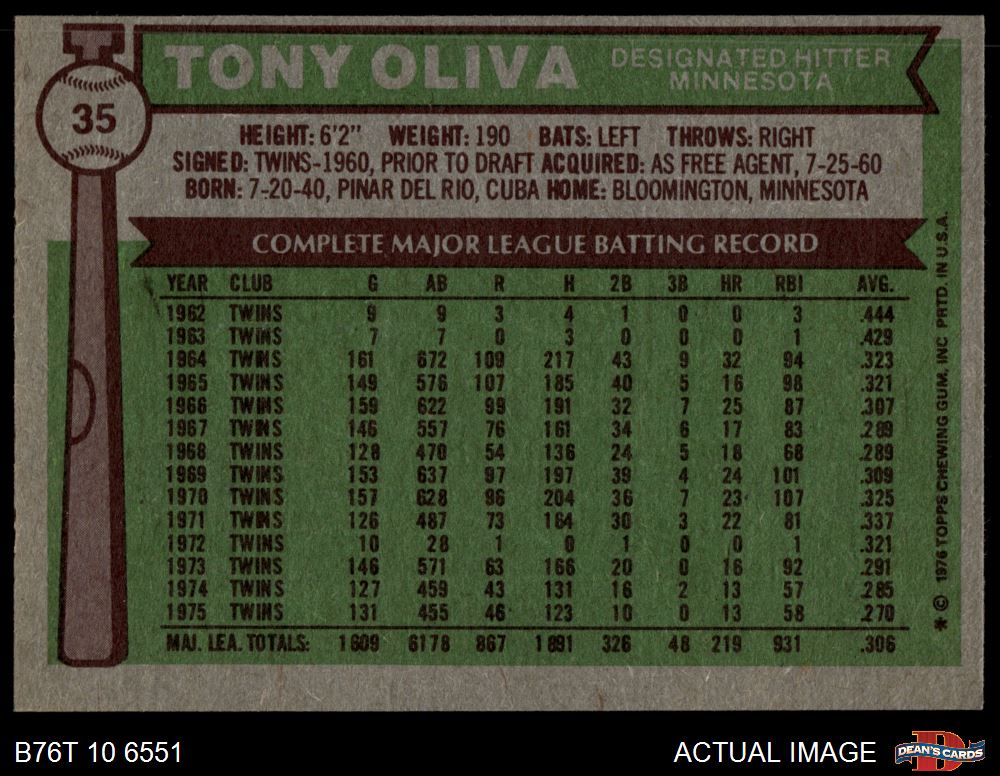 TONY OLIVA
DESIGNATED HITTER
MINNESOTA
35
HEIGHT: 6'2" WEIGHT: 190 BATS: LEFT THROWS: RIGHT
SIGNED: TWINS-1960, PRIOR TO DRAFT ACQUIRED: AS FREE AGENT, 7-25-60
BORN: 7-20-40, PINAR DEL RIO, CUBA HOME: BLOOMINGTON, MINNESOTA
COMPLETE MAJOR LEAGUE BATTING RECORD
YEAR CLUB G AB R H 2B 3B HR RBI AVG.
1962 TWINS 9 9 3 4 1 0 0 3 .444
1963 TWINS 7 7 0 3 0 0 0 1 .429
1964 TWINS 161 672 109 217 43 9 32 94 .323
1965 TWINS 149 576 107 185 40 5 16 98 .321
1966 TWINS 159 622 99 191 32 7 25 87 .307
1967 TWINS 146 557 76 161 34 6 17 83 .289
1968 TWINS 128 470 54 136 24 5 18 68 .289
1969 TWINS 153 637 97 197 39 4 24 101 .309
1970 TWINS 157 628 96 204 36 7 23 107 .325
1971 TWINS 126 487 73 164 30 3 22 81 .337
1972 TWINS 10 28 1 1 0 0 1 .321
1973 TWINS 146 571 63 166 20 0 16 92 .291
1974 TWINS 127 459 43 131 16 2 13 57 .285
1975 TWINS 131 455 46 123 10 0 13 58 .270
MAJ. LEA. TOTALS: 1609 6178 867 1891 326 48 219 931 .306
* © 1976 TOPPS CHEWING GUM, INC PRTD. IN U.S.A.
B76T 10 6551
ACTUAL IMAGE
DEAN'S CARDS